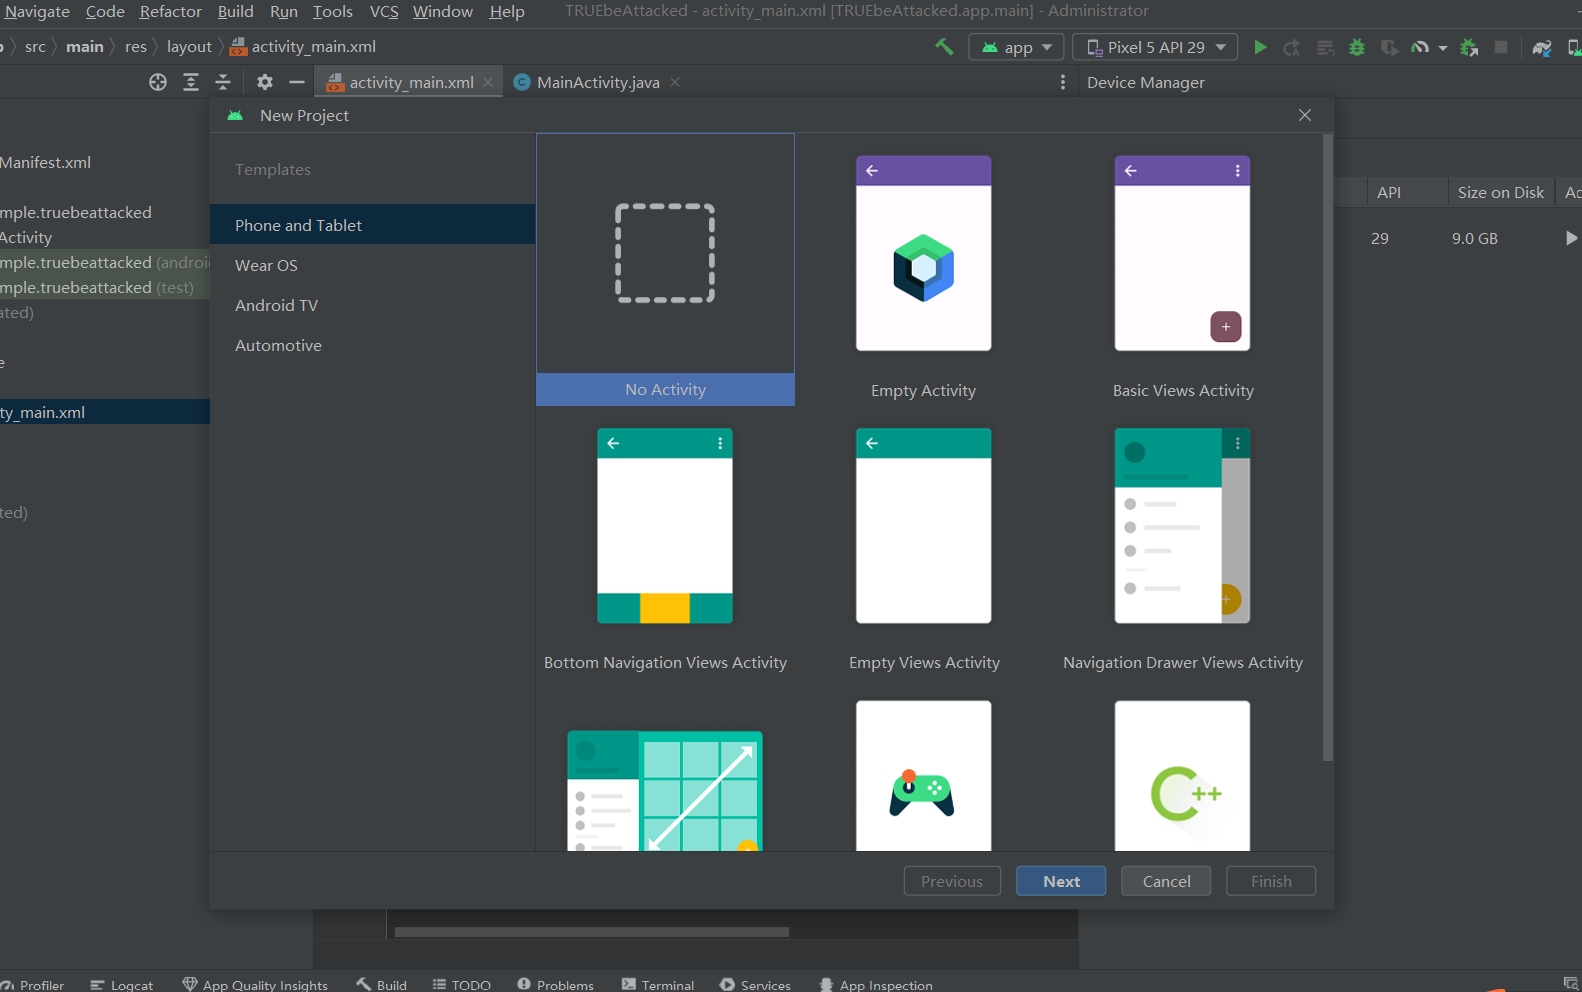 Navigate Code Refactor Build Run Tools VCS Window Help TRUEbeAttacked - activity_main.xml [TRUEbeAttacked.app.main] - Administrator
src main res layout activity_main.xml app Pixel 5 API 29
activity_main.xml MainActivity.java Device Manager
New Project
Manifest.xml
mple.truebeattacked
Activity
mple.truebeattacked (androi
mple.truebeattacked (test)
ated)
e
ty_main.xml
ted)
Templates
Phone and Tablet
Wear OS
Android TV
Automotive
No Activity
Empty Activity
Basic Views Activity
Bottom Navigation Views Activity
Empty Views Activity
Navigation Drawer Views Activity
C++
API Size on Disk Ac
29 9.0 GB
Previous Next Cancel Finish
Profiler Logcat App Quality Insights Build TODO Problems Terminal Services App Inspection